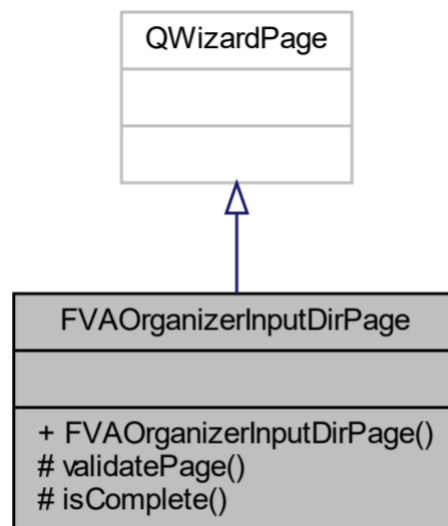 QWizardPage
FVAOrganizerInputDirPage
+ FVAOrganizerInputDirPage()
# validatePage()
# isComplete()